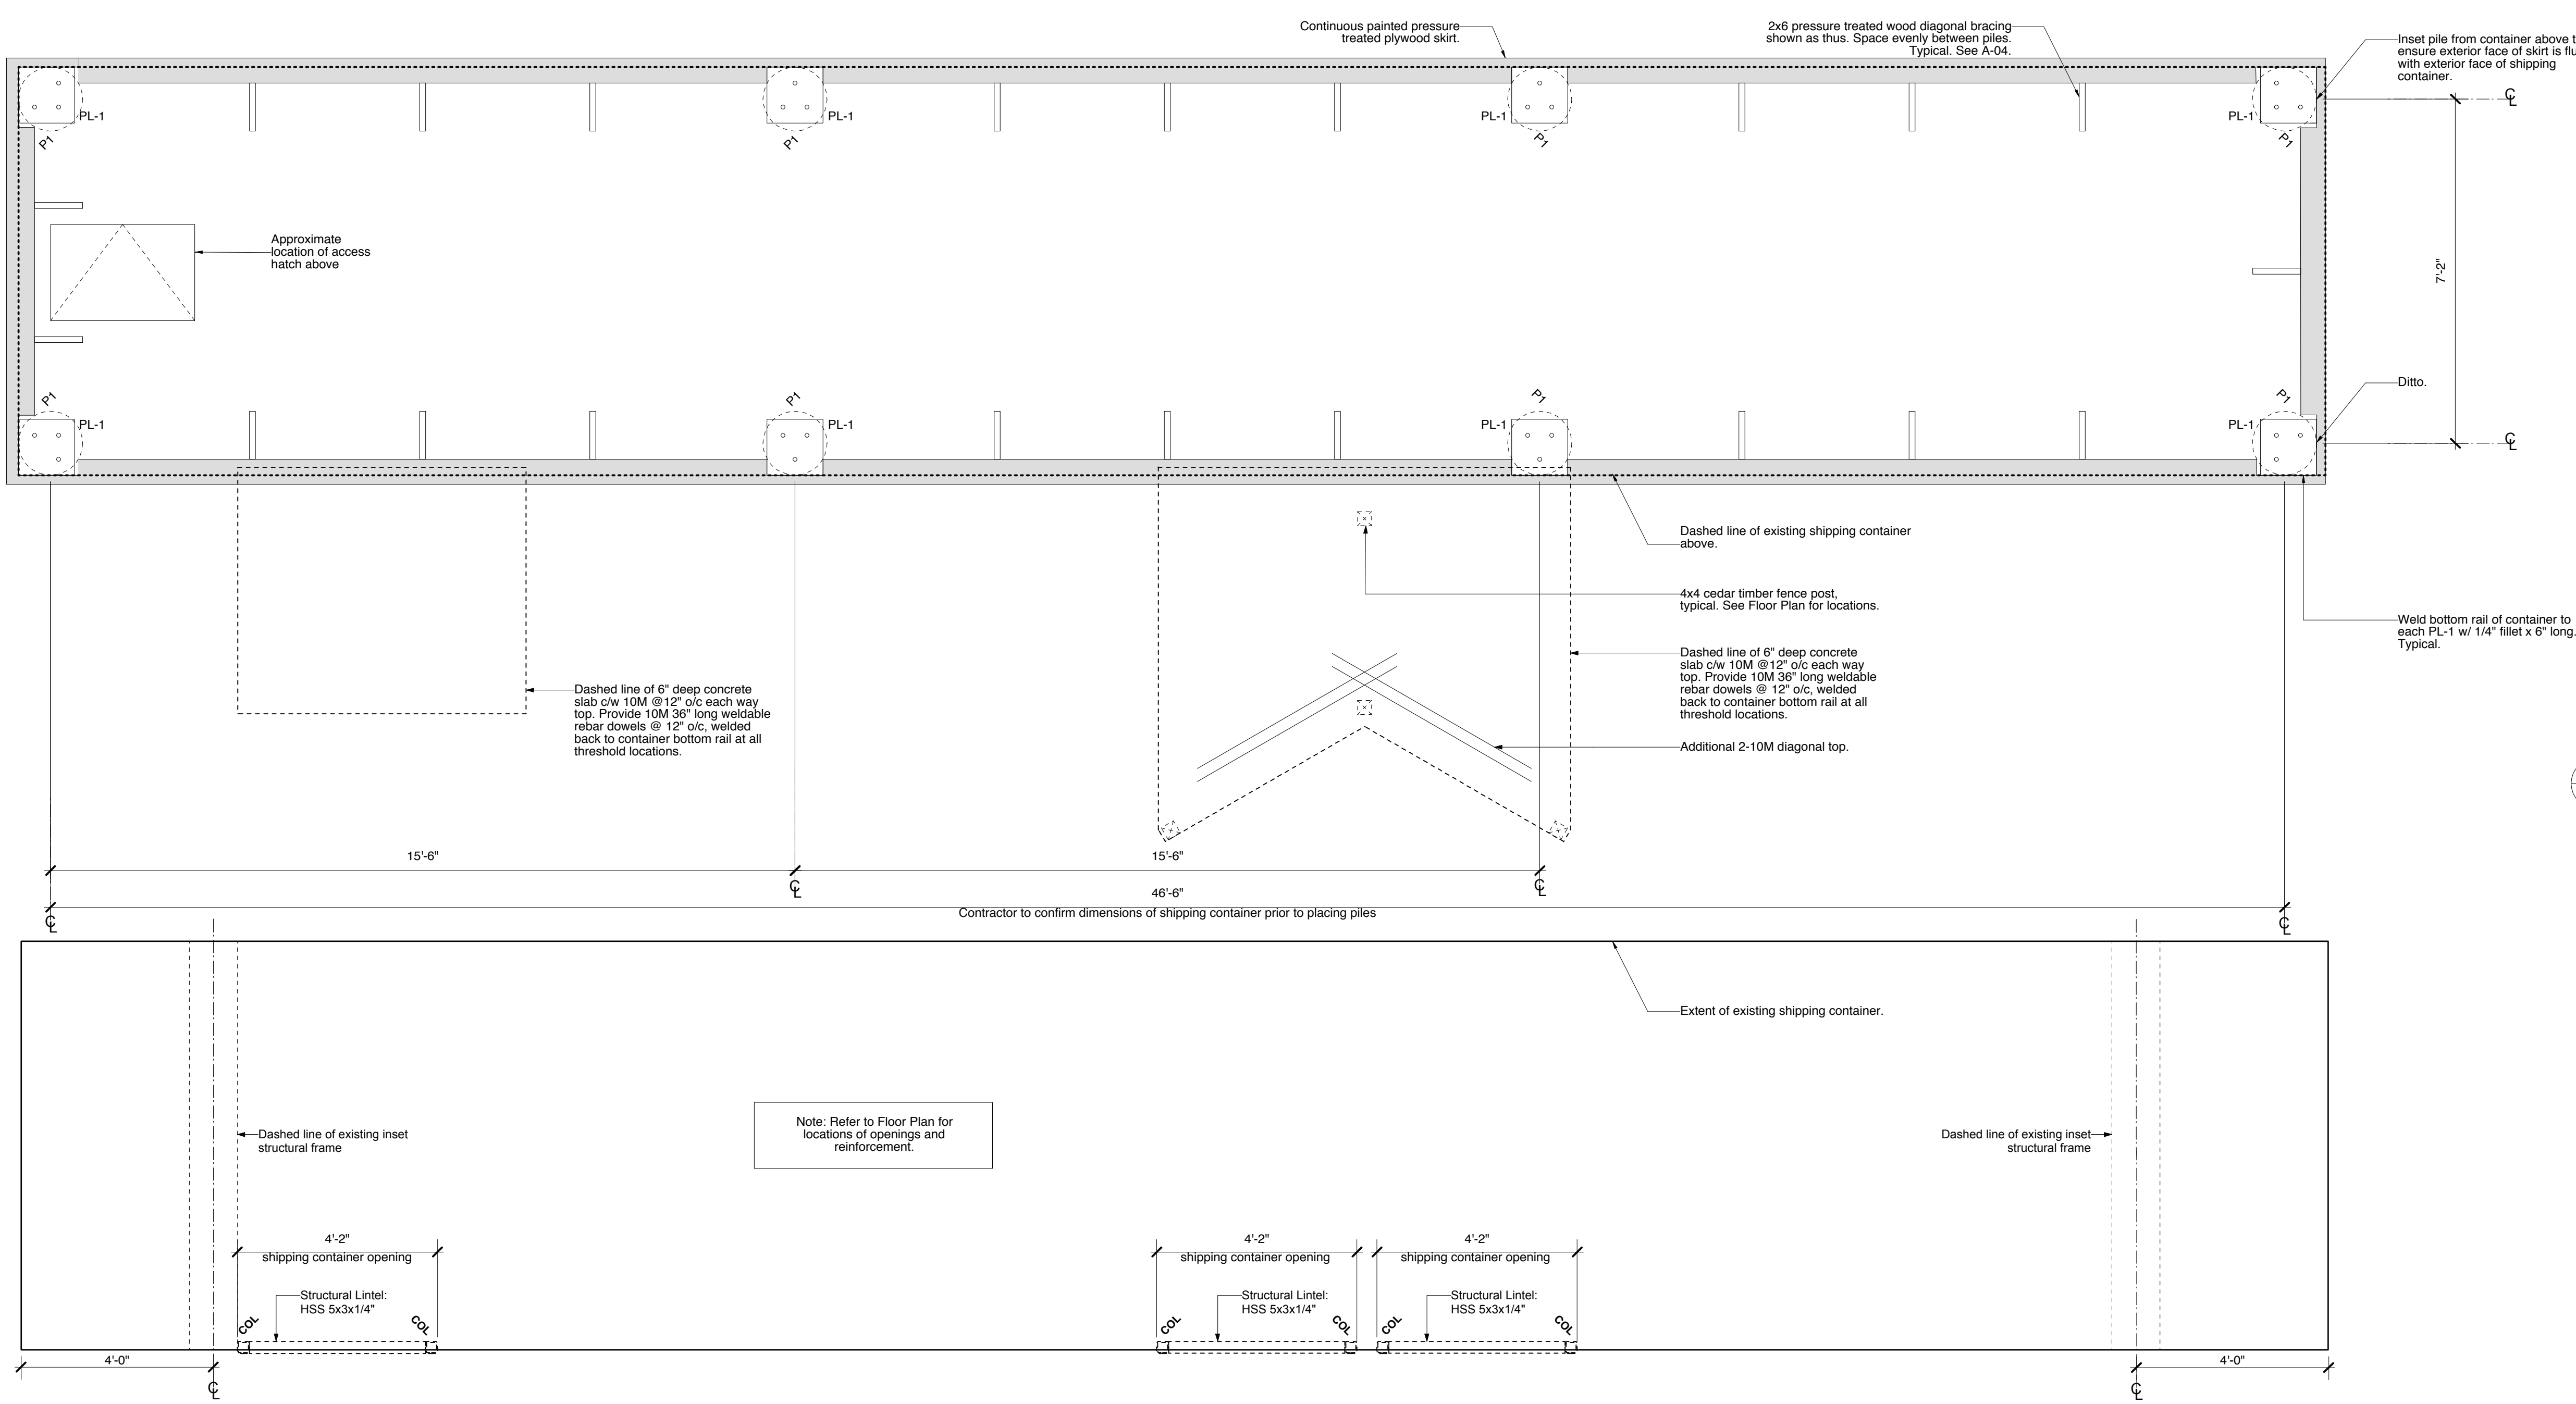 Continuous painted pressure
treated plywood skirt.
2x6 pressure treated wood diagonal bracing
shown as thus. Space evenly between piles.
Typical. See A-04.
Inset pile from container above
ensure exterior face of skirt is
with exterior face of shipping
container.
PL-1
P1
PL-1
P1
PL-1
P1
PL-1
P1
℄
Approximate
location of access
hatch above
7'-2"
Ditto.
P1
PL-1
P1
PL-1
P1
PL-1
P1
PL-1
℄
Dashed line of existing shipping container
above.
4x4 cedar timber fence post,
typical. See Floor Plan for locations.
Weld bottom rail of container to
each PL-1 w/ 1/4" fillet x 6" long.
Typical.
Dashed line of 6" deep concrete
slab c/w 10M @12" o/c each way
top. Provide 10M 36" long weldable
rebar dowels @ 12" o/c, welded
back to container bottom rail at all
threshold locations.
Dashed line of 6" deep concrete
slab c/w 10M @12" o/c each way
top. Provide 10M 36" long weldable
rebar dowels @ 12" o/c, welded
back to container bottom rail at all
threshold locations.
Additional 2-10M diagonal top.
15'-6"
15'-6"
℄
℄
46'-6"
Contractor to confirm dimensions of shipping container prior to placing piles
℄
℄
Extent of existing shipping container.
Dashed line of existing inset
structural frame
Note: Refer to Floor Plan for
locations of openings and
reinforcement.
Dashed line of existing inset
structural frame
4'-2"
shipping container opening
4'-2"
shipping container opening
4'-2"
shipping container opening
Structural Lintel:
HSS 5x3x1/4"
Structural Lintel:
HSS 5x3x1/4"
Structural Lintel:
HSS 5x3x1/4"
COL
COL
COL
COL
COL
COL
4'-0"
4'-0"
℄
℄